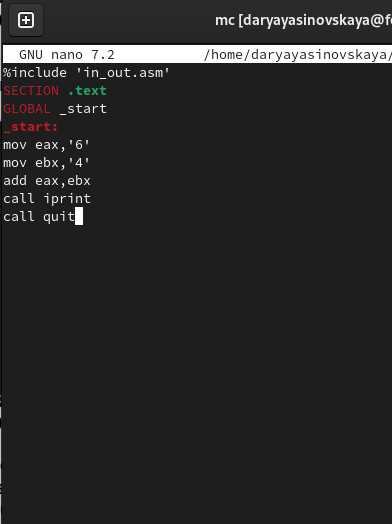 mc [daryayasinovskaya@f
GNU nano 7.2 /home/daryayasinovskaya/
%include 'in_out.asm'
SECTION .text
GLOBAL _start
_start:
mov eax,'6'
mov ebx,'4'
add eax,ebx
call iprint
call quit